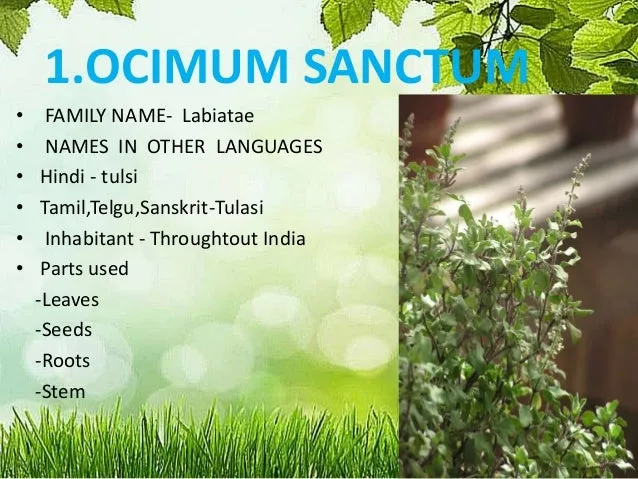 1.OCIMUM SANCTUM
• FAMILY NAME- Labiatae
• NAMES IN OTHER LANGUAGES
• Hindi - tulsi
• Tamil,Telgu,Sanskrit-Tulasi
• Inhabitant - Throughtout India
• Parts used
-Leaves
-Seeds
-Roots
-Stem